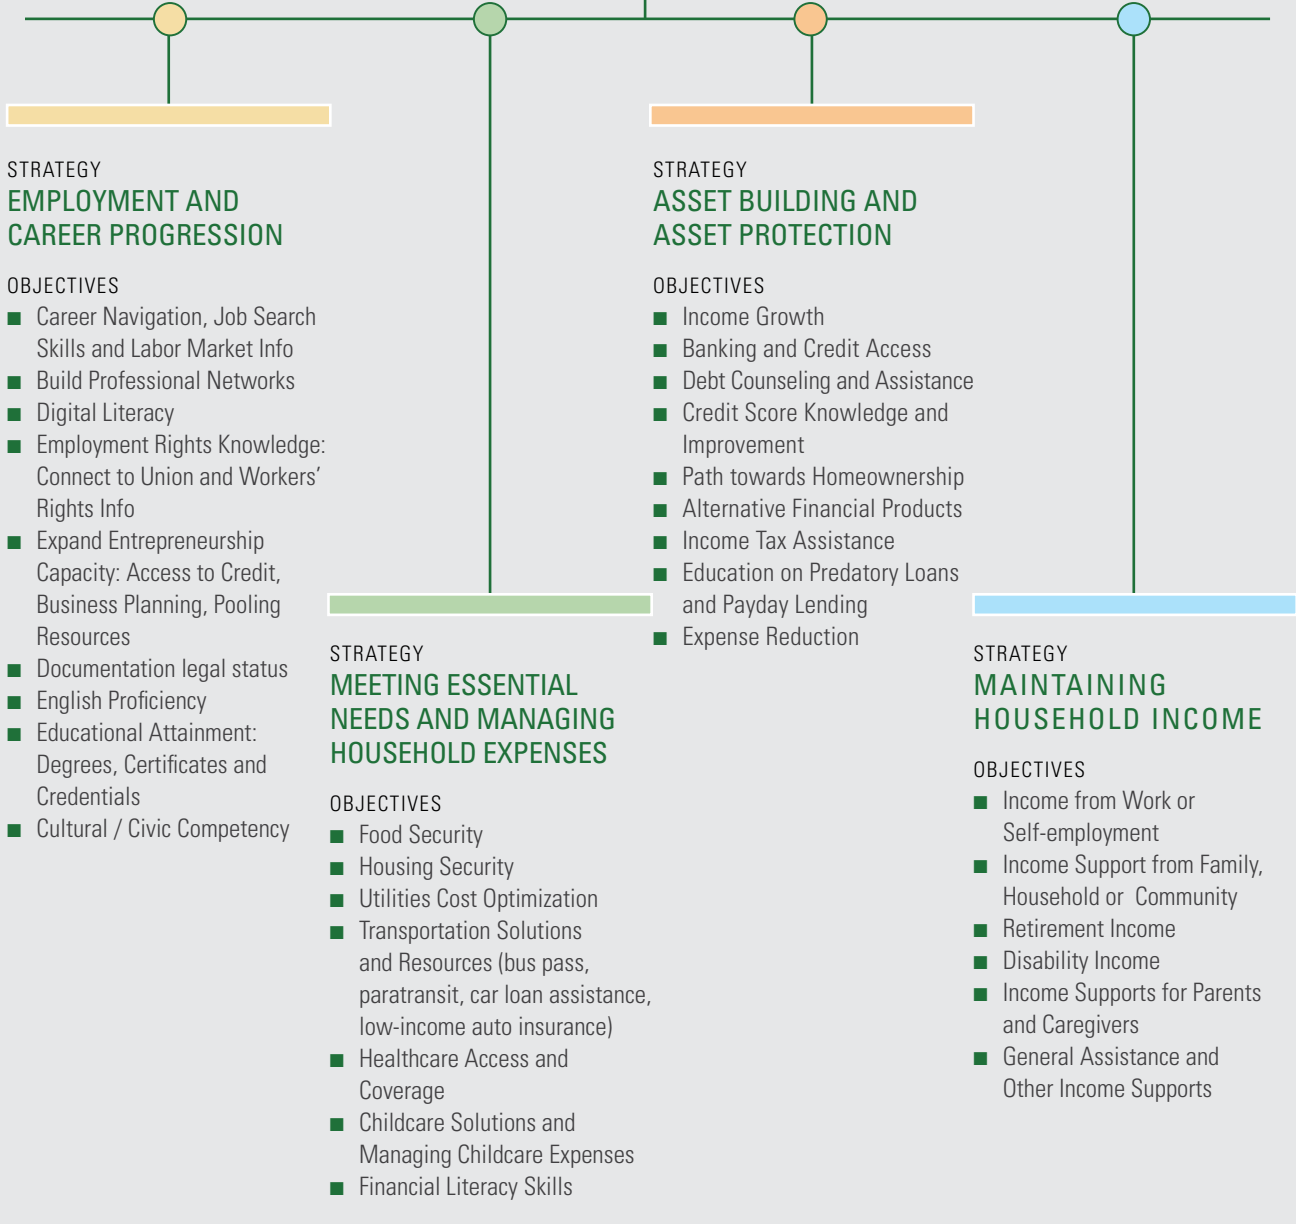 STRATEGY
EMPLOYMENT AND
CAREER PROGRESSION
OBJECTIVES
■ Career Navigation, Job Search
Skills and Labor Market Info
■ Build Professional Networks
■ Digital Literacy
■ Employment Rights Knowledge:
Connect to Union and Workers’
Rights Info
■ Expand Entrepreneurship
Capacity: Access to Credit,
Business Planning, Pooling
Resources
■ Documentation legal status
■ English Proficiency
■ Educational Attainment:
Degrees, Certificates and
Credentials
■ Cultural / Civic Competency
STRATEGY
MEETING ESSENTIAL
NEEDS AND MANAGING
HOUSEHOLD EXPENSES
OBJECTIVES
■ Food Security
■ Housing Security
■ Utilities Cost Optimization
■ Transportation Solutions
and Resources (bus pass,
paratransit, car loan assistance,
low-income auto insurance)
■ Healthcare Access and
Coverage
■ Childcare Solutions and
Managing Childcare Expenses
■ Financial Literacy Skills
STRATEGY
ASSET BUILDING AND
ASSET PROTECTION
OBJECTIVES
■ Income Growth
■ Banking and Credit Access
■ Debt Counseling and Assistance
■ Credit Score Knowledge and
Improvement
■ Path towards Homeownership
■ Alternative Financial Products
■ Income Tax Assistance
■ Education on Predatory Loans
and Payday Lending
■ Expense Reduction
STRATEGY
MAINTAINING
HOUSEHOLD INCOME
OBJECTIVES
■ Income from Work or
Self-employment
■ Income Support from Family,
Household or Community
■ Retirement Income
■ Disability Income
■ Income Supports for Parents
and Caregivers
■ General Assistance and
Other Income Supports